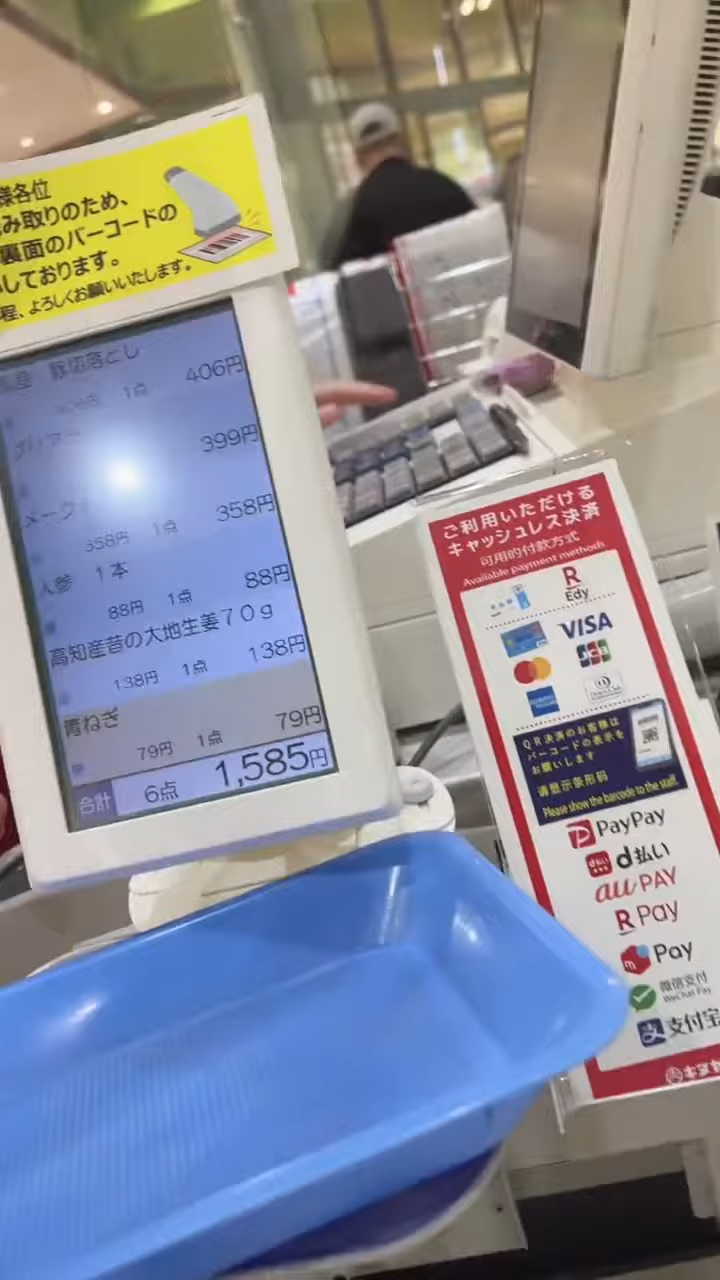 様各位
み取りのため、
裏面のバーコードの
しております。
程、よろしくお願いいたします。
豚切落とし
406円
1点
399円
メーク
358円
358円 1点
人参 1本
88円
88円 1点
高知産昔の大地生姜70g
138円
138円 1点
青ねぎ
79円
79円 1点
合計 6点 1,585円
ご利用いただける
キャッシュレス決済
可用的付款方式
Available payment methods
R
Edy
VISA
JCB
QR決済のお客様は
バーコードの表示を
お願いします
请显示条形码
Please show the barcode to the staff.
PayPay
d払い
au PAY
R Pay
Pay
微信支付
WeChat Pay
支付宝